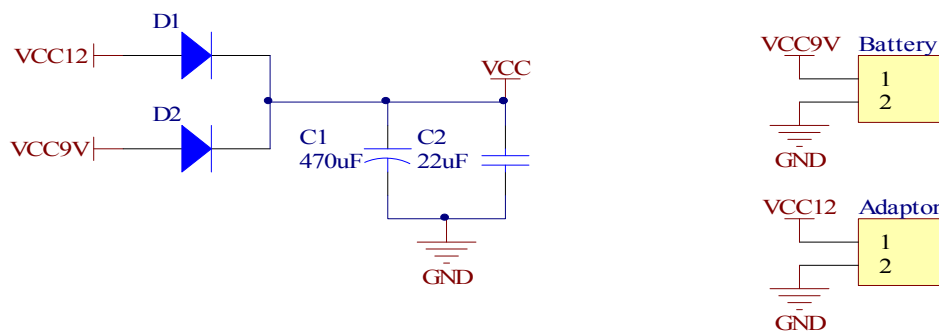 D1
VCC12
D2
VCC9V
C1
470uF
C2
22uF
VCC
GND
VCC9V
Battery
1
2
GND
VCC12
Adaptor
1
2
GND